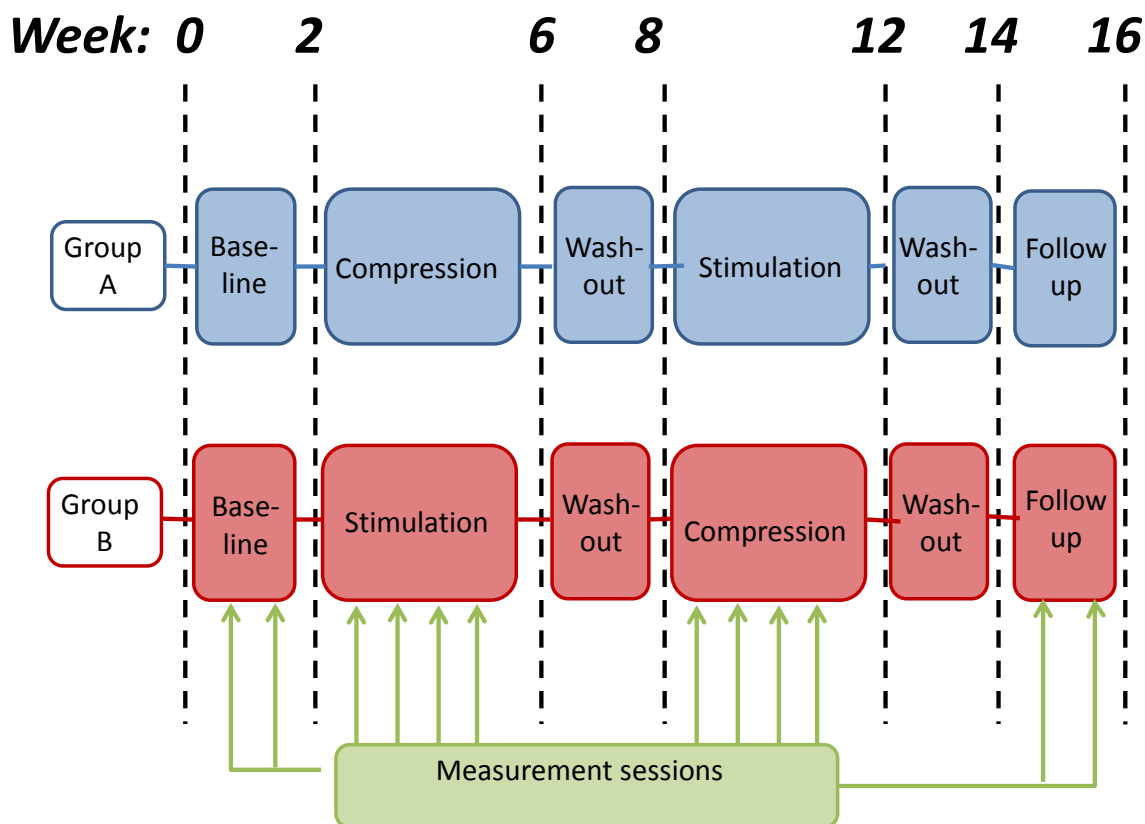 Week: 0 2 6 8 12 14 16
Group
A
Base-
line
Compression
Wash-
out
Stimulation
Wash-
out
Follow
up
Group
B
Base-
line
Stimulation
Wash-
out
Compression
Wash-
out
Follow
up
Measurement sessions